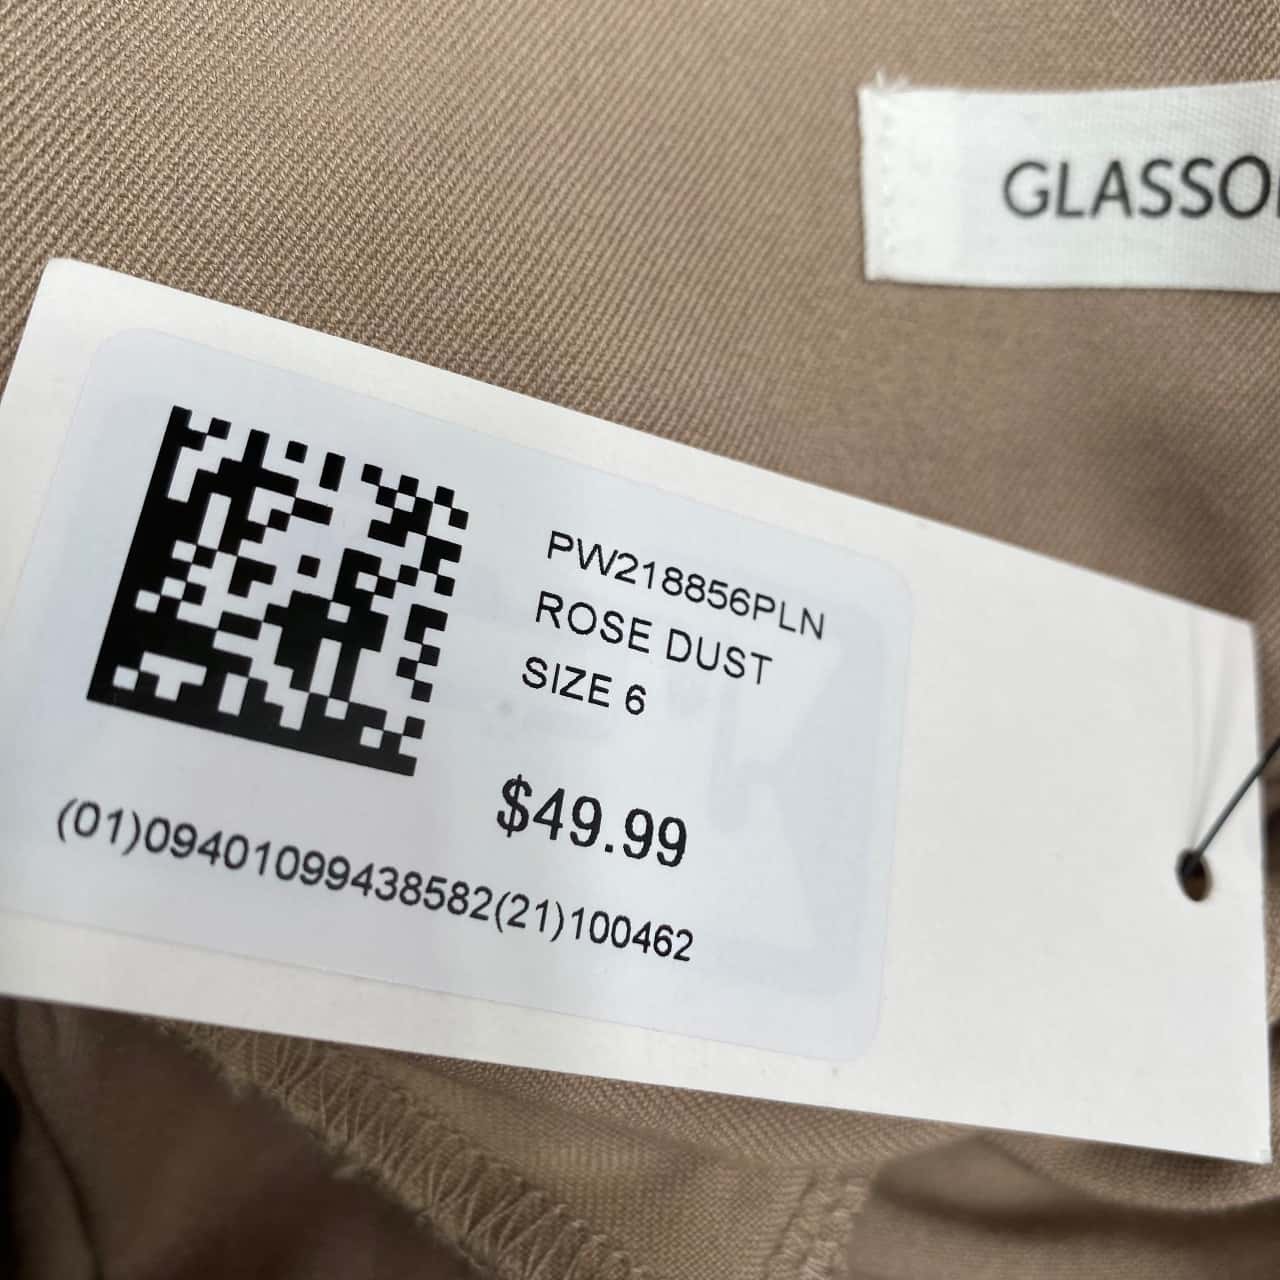 GLASSO
PW218856PLN
ROSE DUST
SIZE 6
$49.99
(01)09401099438582(21)100462